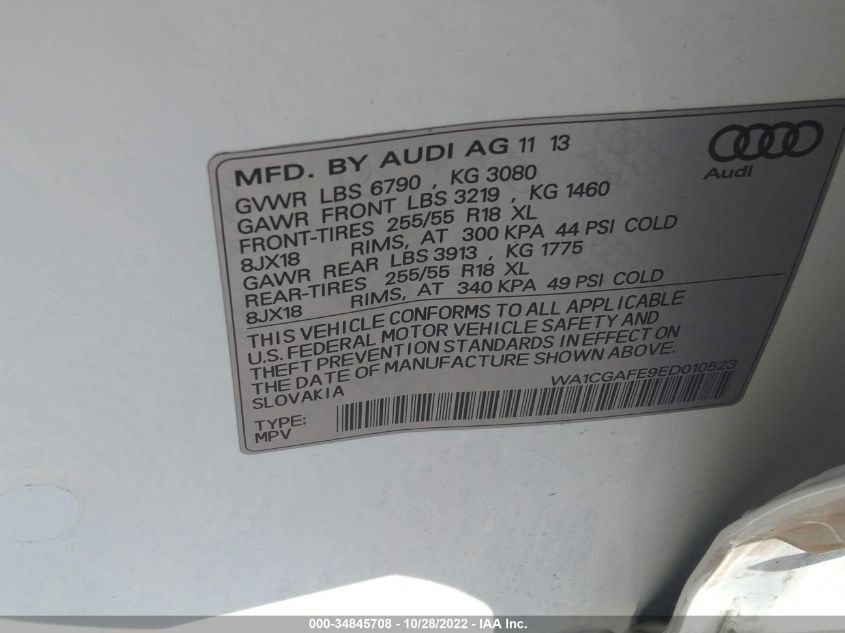 MFD. BY AUDI AG 11 13
Audi
GVWR LBS 6790 , KG 3080
GAWR FRONT LBS 3219 , KG 1460
FRONT-TIRES 255/55 R18 XL
8JX18 RIMS, AT 300 KPA 44 PSI COLD
GAWR REAR LBS 3913 , KG 1775
REAR-TIRES 255/55 R18 XL
8JX18 RIMS, AT 340 KPA 49 PSI COLD
THIS VEHICLE CONFORMS TO ALL APPLICABLE
U.S. FEDERAL MOTOR VEHICLE SAFETY AND
THEFT PREVENTION STANDARDS IN EFFECT ON
THE DATE OF MANUFACTURE SHOWN ABOVE.
SLOVAKIA WA1CGAFE9ED010523
TYPE:
MPV
000-34845708 - 10/28/2022 - IAA Inc.